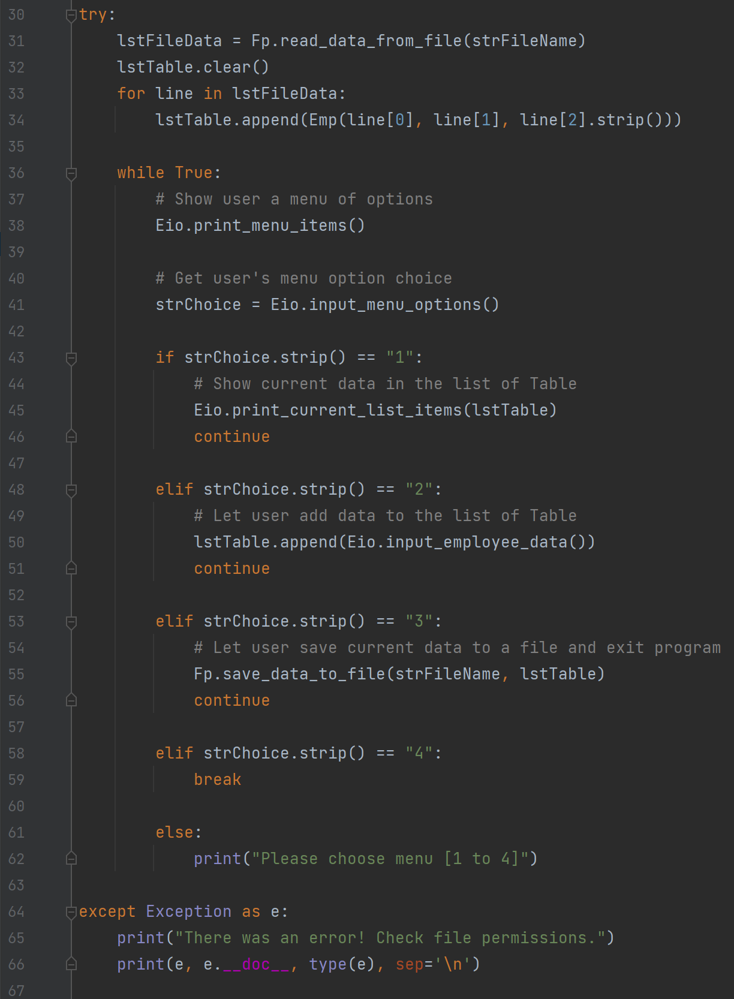 30 try:
31     lstFileData = Fp.read_data_from_file(strFileName)
32     lstTable.clear()
33     for line in lstFileData:
34         lstTable.append(Emp(line[0], line[1], line[2].strip()))
35
36     while True:
37         # Show user a menu of options
38         Eio.print_menu_items()
39
40         # Get user's menu option choice
41         strChoice = Eio.input_menu_options()
42
43         if strChoice.strip() == "1":
44             # Show current data in the list of Table
45             Eio.print_current_list_items(lstTable)
46             continue
47
48         elif strChoice.strip() == "2":
49             # Let user add data to the list of Table
50             lstTable.append(Eio.input_employee_data())
51             continue
52
53         elif strChoice.strip() == "3":
54             # Let user save current data to a file and exit program
55             Fp.save_data_to_file(strFileName, lstTable)
56             continue
57
58         elif strChoice.strip() == "4":
59             break
60
61         else:
62             print("Please choose menu [1 to 4]")
63
64 except Exception as e:
65     print("There was an error! Check file permissions.")
66     print(e, e.__doc__, type(e), sep='\n')
67